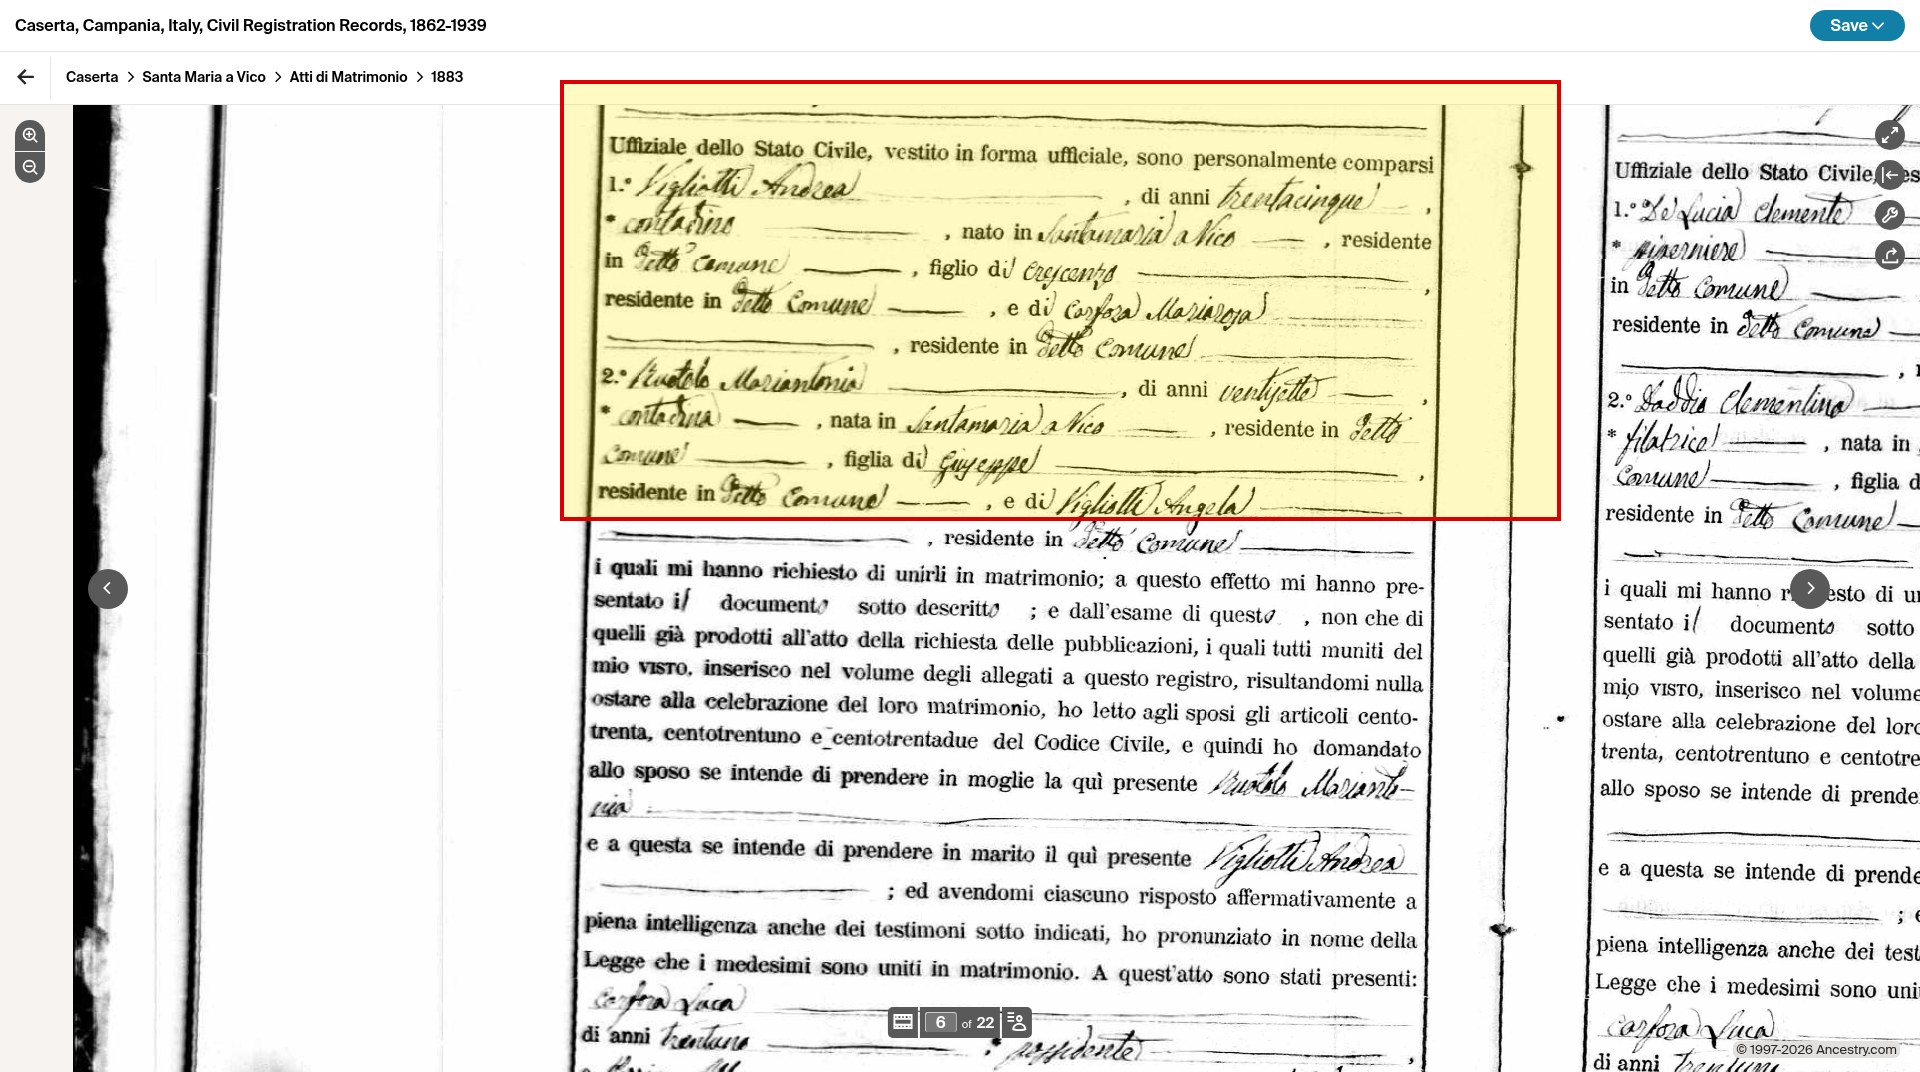 Caserta, Campania, Italy, Civil Registration Records, 1862-1939
Save
Caserta > Santa Maria a Vico > Atti di Matrimonio > 1883
Uffiziale dello Stato Civile, vestito in forma ufficiale, sono personalmente comparsi
1.° Vigliotti Andrea , di anni trentacinque ,
* contadino , nato in Santamaria a Vico , residente
in detto comune , figlio di Crescenzo ,
residente in detto Comune , e di Carfora Mariarosa
, residente in detto Comune
2.° Ruotolo Mariantonia , di anni ventisette ,
* contadina , nata in Santamaria a Vico , residente in detto
Comune , figlia di Giuseppe ,
residente in detto Comune , e di Vigliotti Angela
, residente in detto Comune
i quali mi hanno richiesto di unirli in matrimonio; a questo effetto mi hanno pre-
sentato il documento sotto descritto ; e dall'esame di questo , non che di
quelli già prodotti all'atto della richiesta delle pubblicazioni, i quali tutti muniti del
mio VISTO, inserisco nel volume degli allegati a questo registro, risultandomi nulla
ostare alla celebrazione del loro matrimonio, ho letto agli sposi gli articoli cento-
trenta, centotrentuno e centotrentadue del Codice Civile, e quindi ho domandato
allo sposo se intende di prendere in moglie la quì presente Ruotolo Marianto-
nia
e a questa se intende di prendere in marito il quì presente Vigliotti Andrea
; ed avendomi ciascuno risposto affermativamente a
piena intelligenza anche dei testimoni sotto indicati, ho pronunziato in nome della
Legge che i medesimi sono uniti in matrimonio. A quest'atto sono stati presenti:
Carfora Luca
di anni trentuno , possidente ,
Uffiziale dello Stato Civile, ves
1.° De Lucia Clemente
*
in detto Comune
residente in detto Comune
,
2.° Daddio Clementina
* filatrice , nata in
Comune , figlia d
residente in detto Comune
i quali mi hanno richiesto di un
sentato il documento sotto
quelli già prodotti all'atto della
mio VISTO, inserisco nel volume
ostare alla celebrazione del loro
trenta, centotrentuno e centotre
allo sposo se intende di prende
e a questa se intende di prende
; e
piena intelligenza anche dei test
Legge che i medesimi sono uni
Carfora Luca
di anni trentuno
6 of 22
© 1997-2026 Ancestry.com